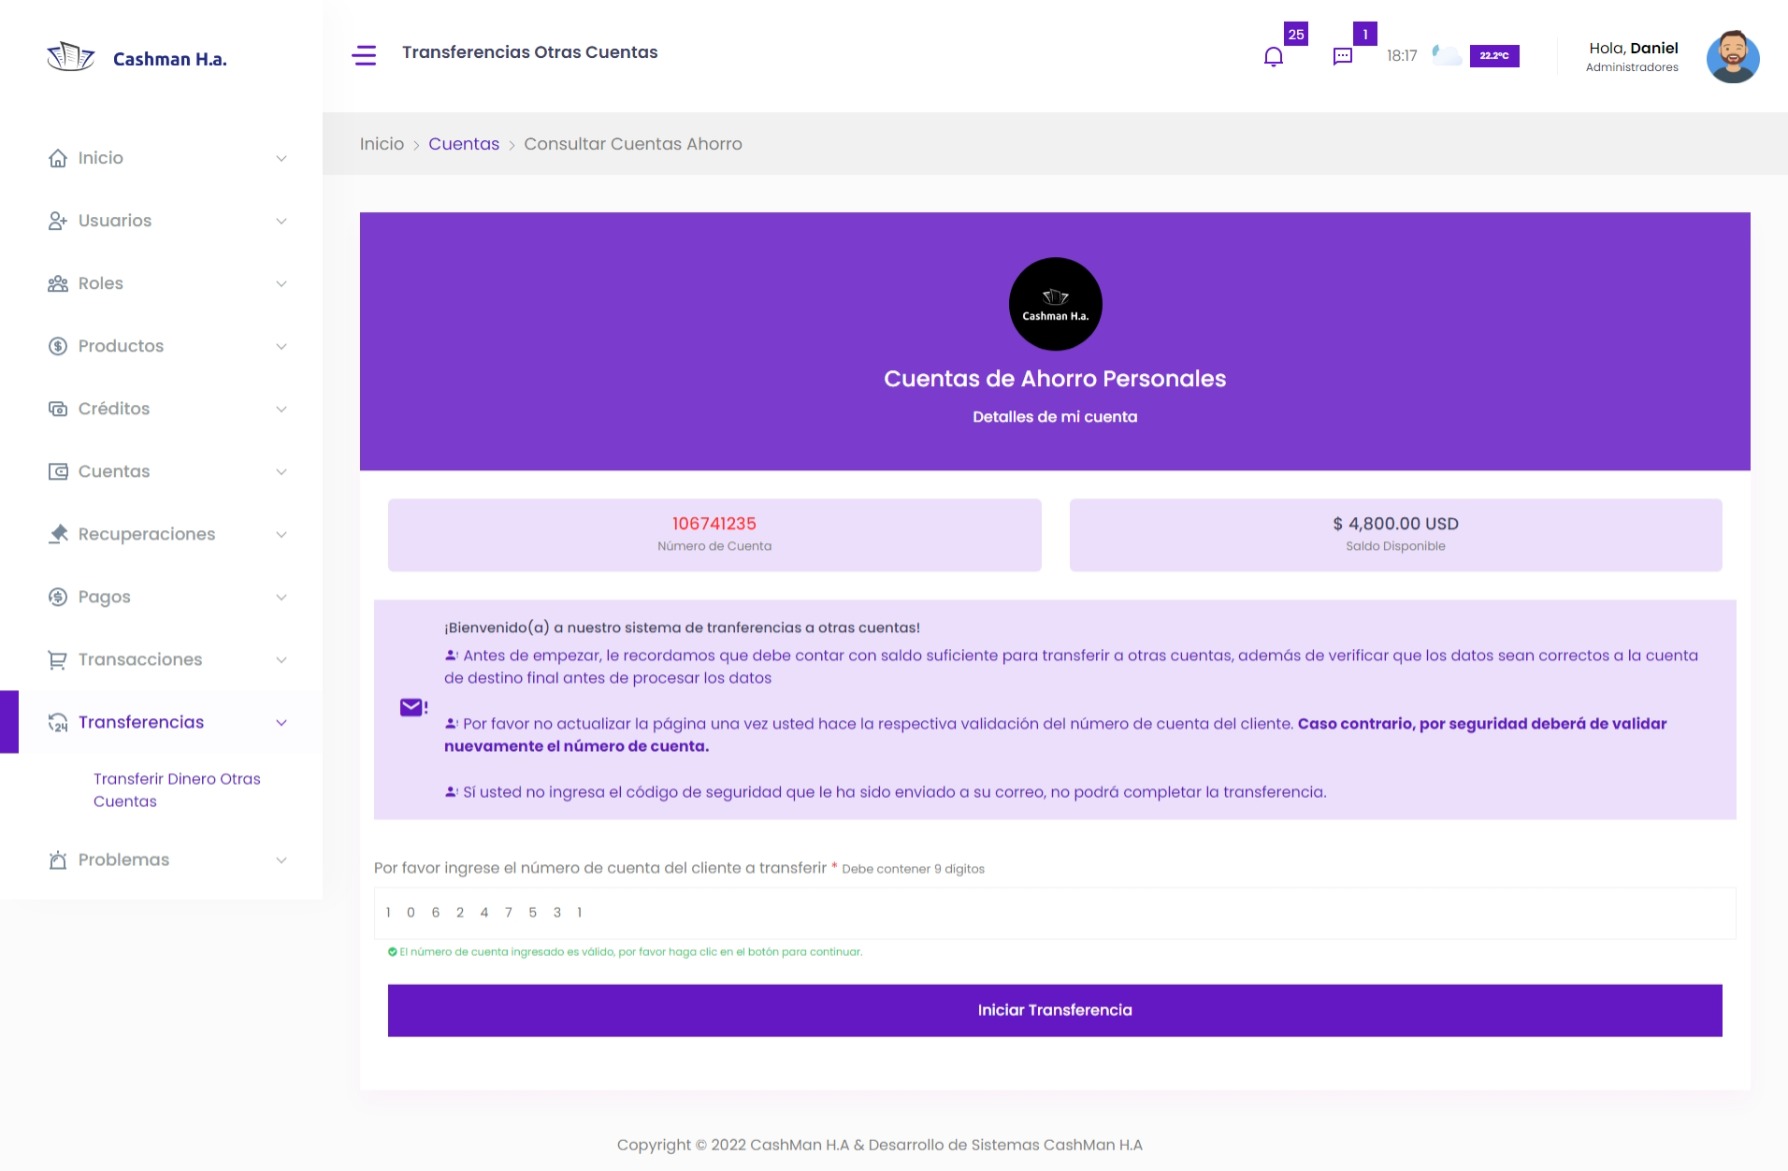 Cashman H.a.
Transferencias Otras Cuentas
25
1
18:17
22.2°C
Hola, Daniel
Administradores
Inicio > Cuentas > Consultar Cuentas Ahorro
Inicio
Usuarios
Roles
Productos
Créditos
Cuentas
Recuperaciones
Pagos
Transacciones
Transferencias
Transferir Dinero Otras
Cuentas
Problemas
Cashman H.a.
Cuentas de Ahorro Personales
Detalles de mi cuenta
106741235
Número de Cuenta
$ 4,800.00 USD
Saldo Disponible
¡Bienvenido(a) a nuestro sistema de tranferencias a otras cuentas!
Antes de empezar, le recordamos que debe contar con saldo suficiente para transferir a otras cuentas, además de verificar que los datos sean correctos a la cuenta
de destino final antes de procesar los datos
Por favor no actualizar la página una vez usted hace la respectiva validación del número de cuenta del cliente. Caso contrario, por seguridad deberá de validar
nuevamente el número de cuenta.
Sí usted no ingresa el código de seguridad que le ha sido enviado a su correo, no podrá completar la transferencia.
Por favor ingrese el número de cuenta del cliente a transferir * Debe contener 9 dígitos
1 0 6 2 4 7 5 3 1
El número de cuenta ingresado es válido, por favor haga clic en el botón para continuar.
Iniciar Transferencia
Copyright © 2022 CashMan H.A & Desarrollo de Sistemas CashMan H.A